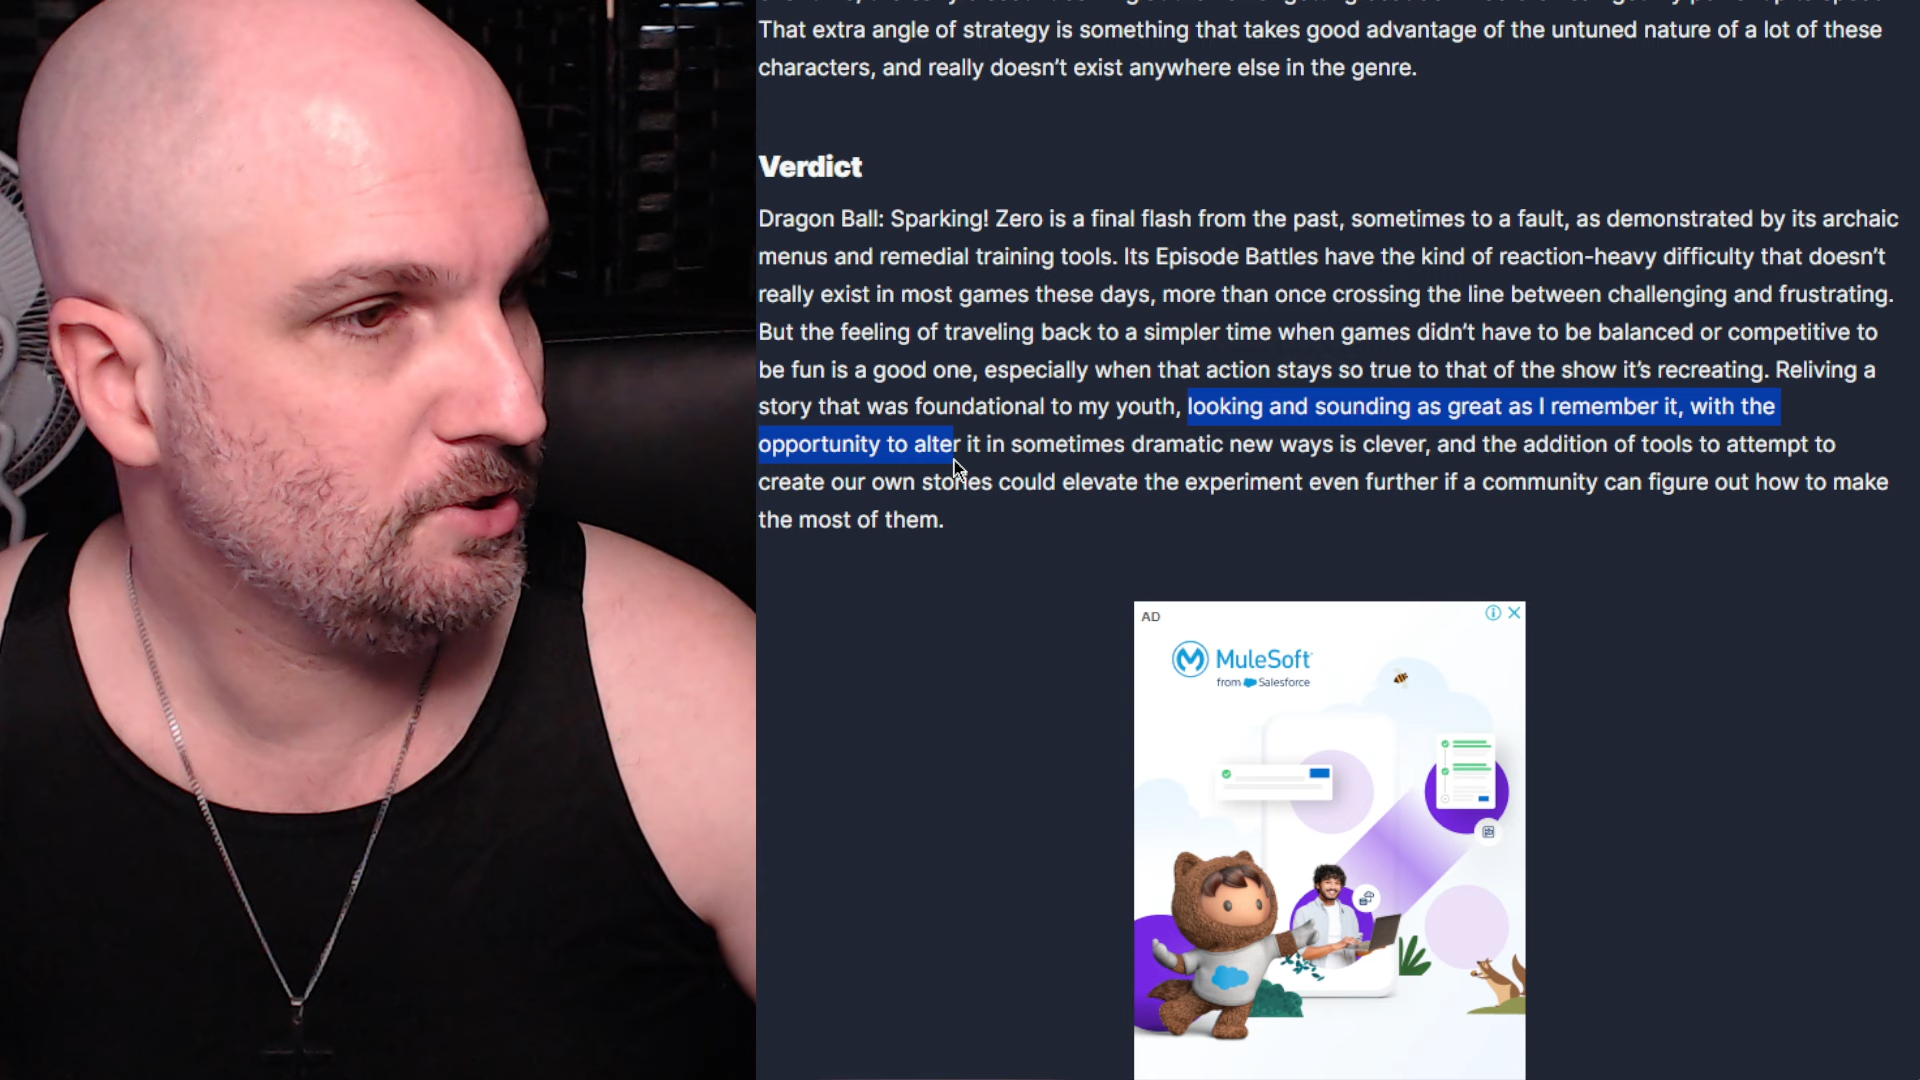 That extra angle of strategy is something that takes good advantage of the untuned nature of a lot of these
characters, and really doesn’t exist anywhere else in the genre.
Verdict
Dragon Ball: Sparking! Zero is a final flash from the past, sometimes to a fault, as demonstrated by its archaic
menus and remedial training tools. Its Episode Battles have the kind of reaction-heavy difficulty that doesn’t
really exist in most games these days, more than once crossing the line between challenging and frustrating.
But the feeling of traveling back to a simpler time when games didn’t have to be balanced or competitive to
be fun is a good one, especially when that action stays so true to that of the show it’s recreating. Reliving a
story that was foundational to my youth, looking and sounding as great as I remember it, with the
opportunity to alter it in sometimes dramatic new ways is clever, and the addition of tools to attempt to
create our own stories could elevate the experiment even further if a community can figure out how to make
the most of them.
AD
MuleSoft
from Salesforce